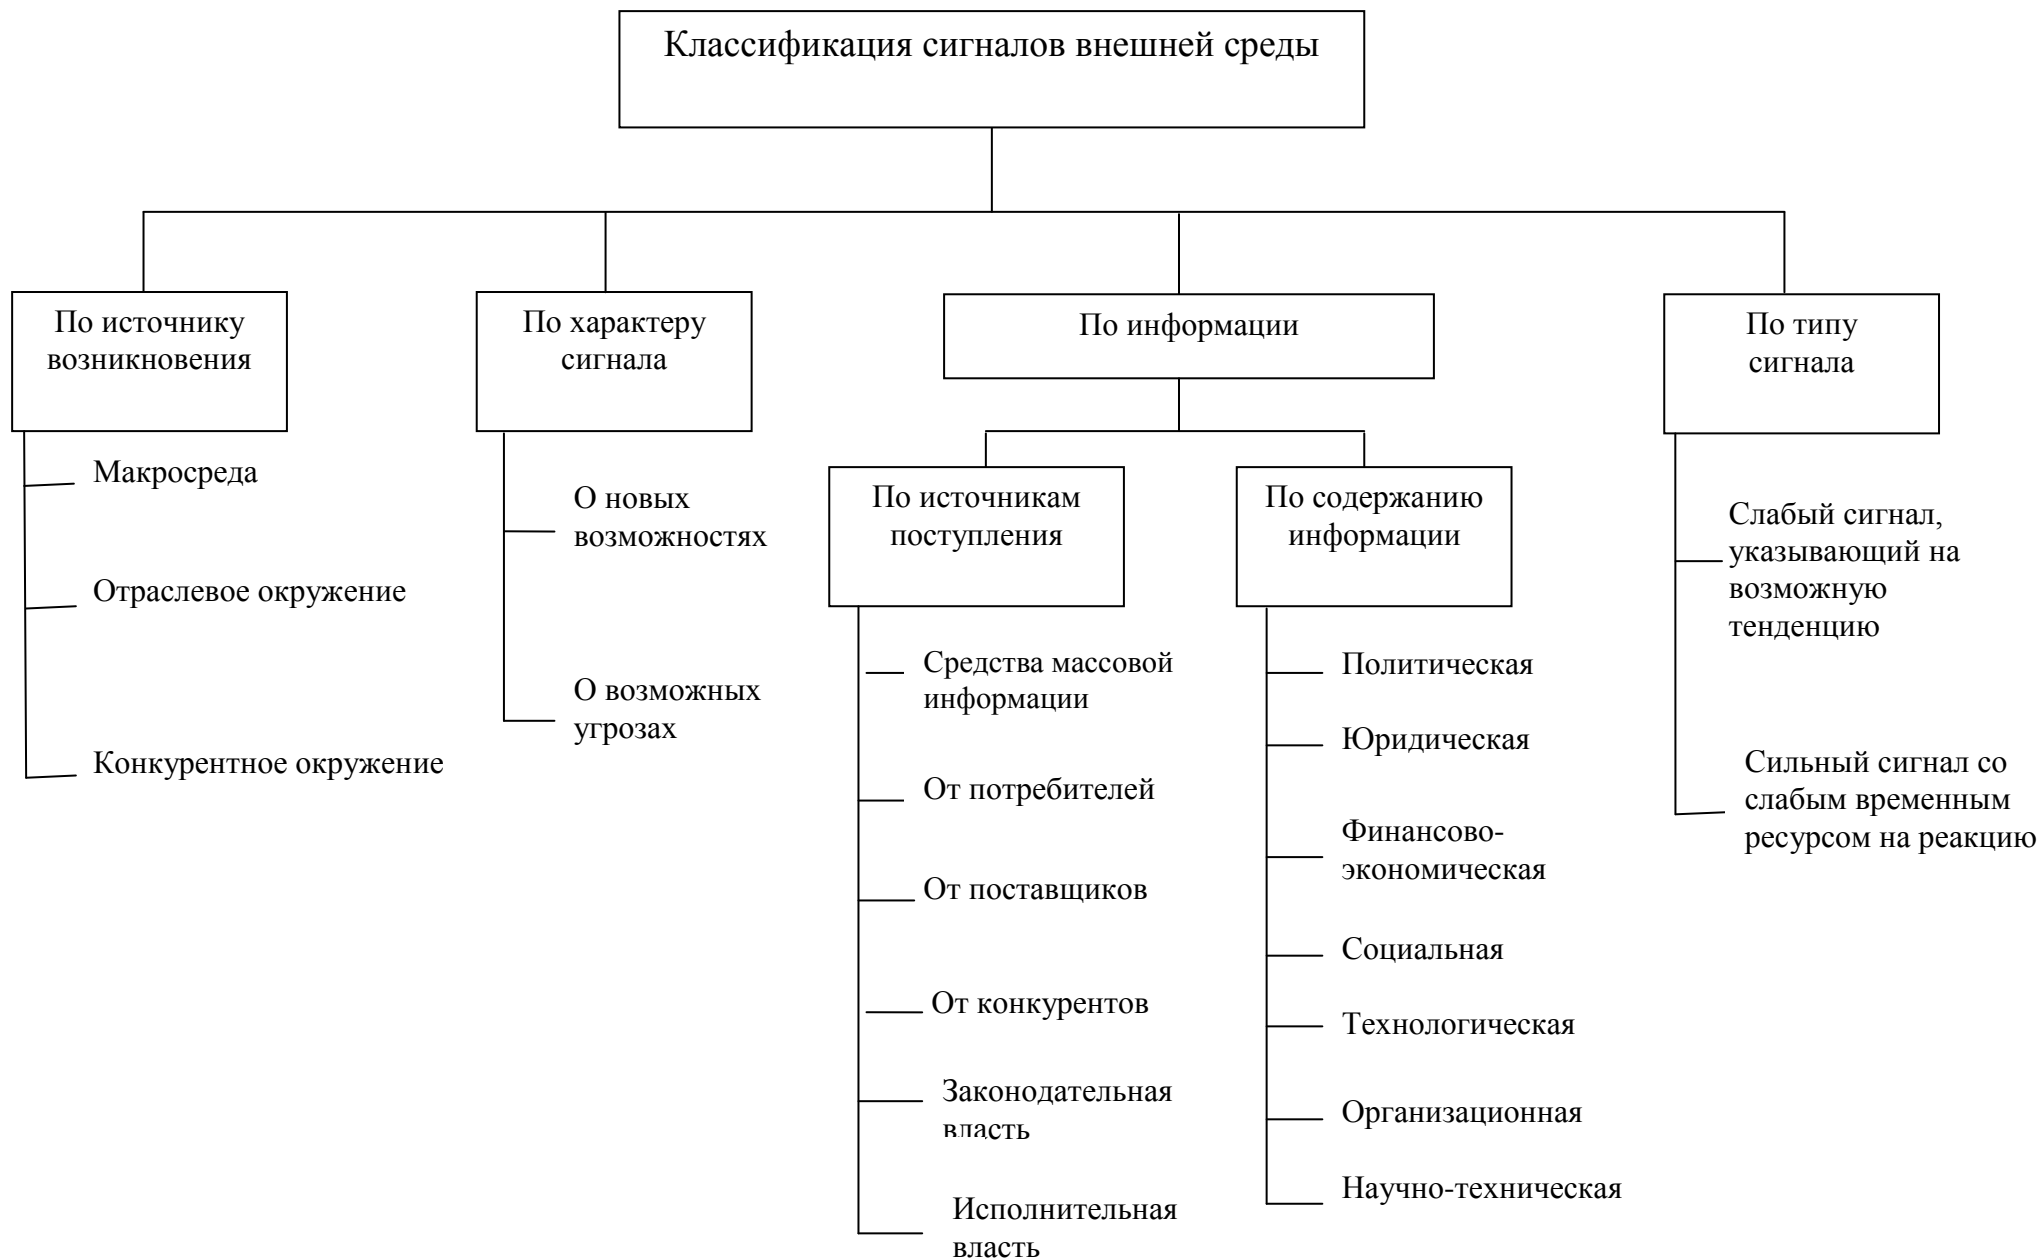 Классификация сигналов внешней среды
По источнику
возникновения
По характеру
сигнала
По информации
По типу
сигнала
Макросреда
Отраслевое окружение
Конкурентное окружение
О новых
возможностях
О возможных
угрозах
По источникам
поступления
Средства массовой
информации
От потребителей
От поставщиков
От конкурентов
Законодательная
власть
Исполнительная
власть
По содержанию
информации
Политическая
Юридическая
Финансово-
экономическая
Социальная
Технологическая
Организационная
Научно-техническая
Слабый сигнал,
указывающий на
возможную
тенденцию
Сильный сигнал со
слабым временным
ресурсом на реакцию